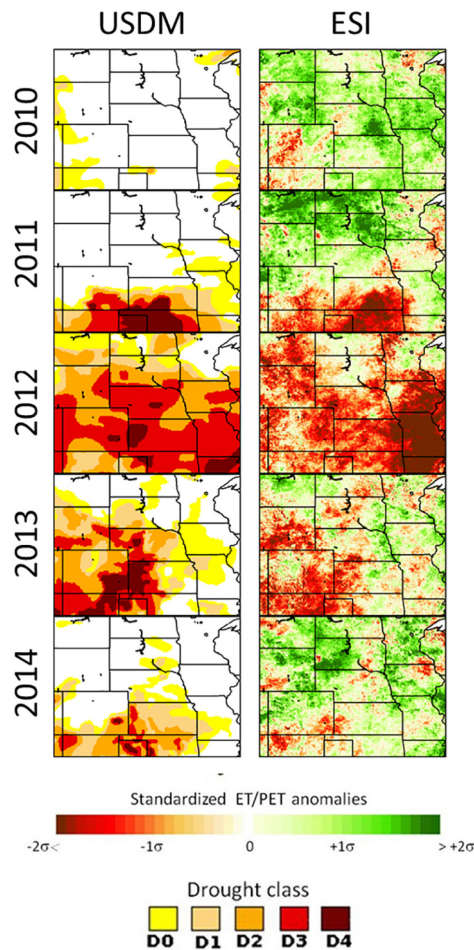 USDM ESI
2010
2011
2012
2013
2014
Standardized ET/PET anomalies
-2σ< -1σ 0 +1σ > +2σ
Drought class
D0 D1 D2 D3 D4